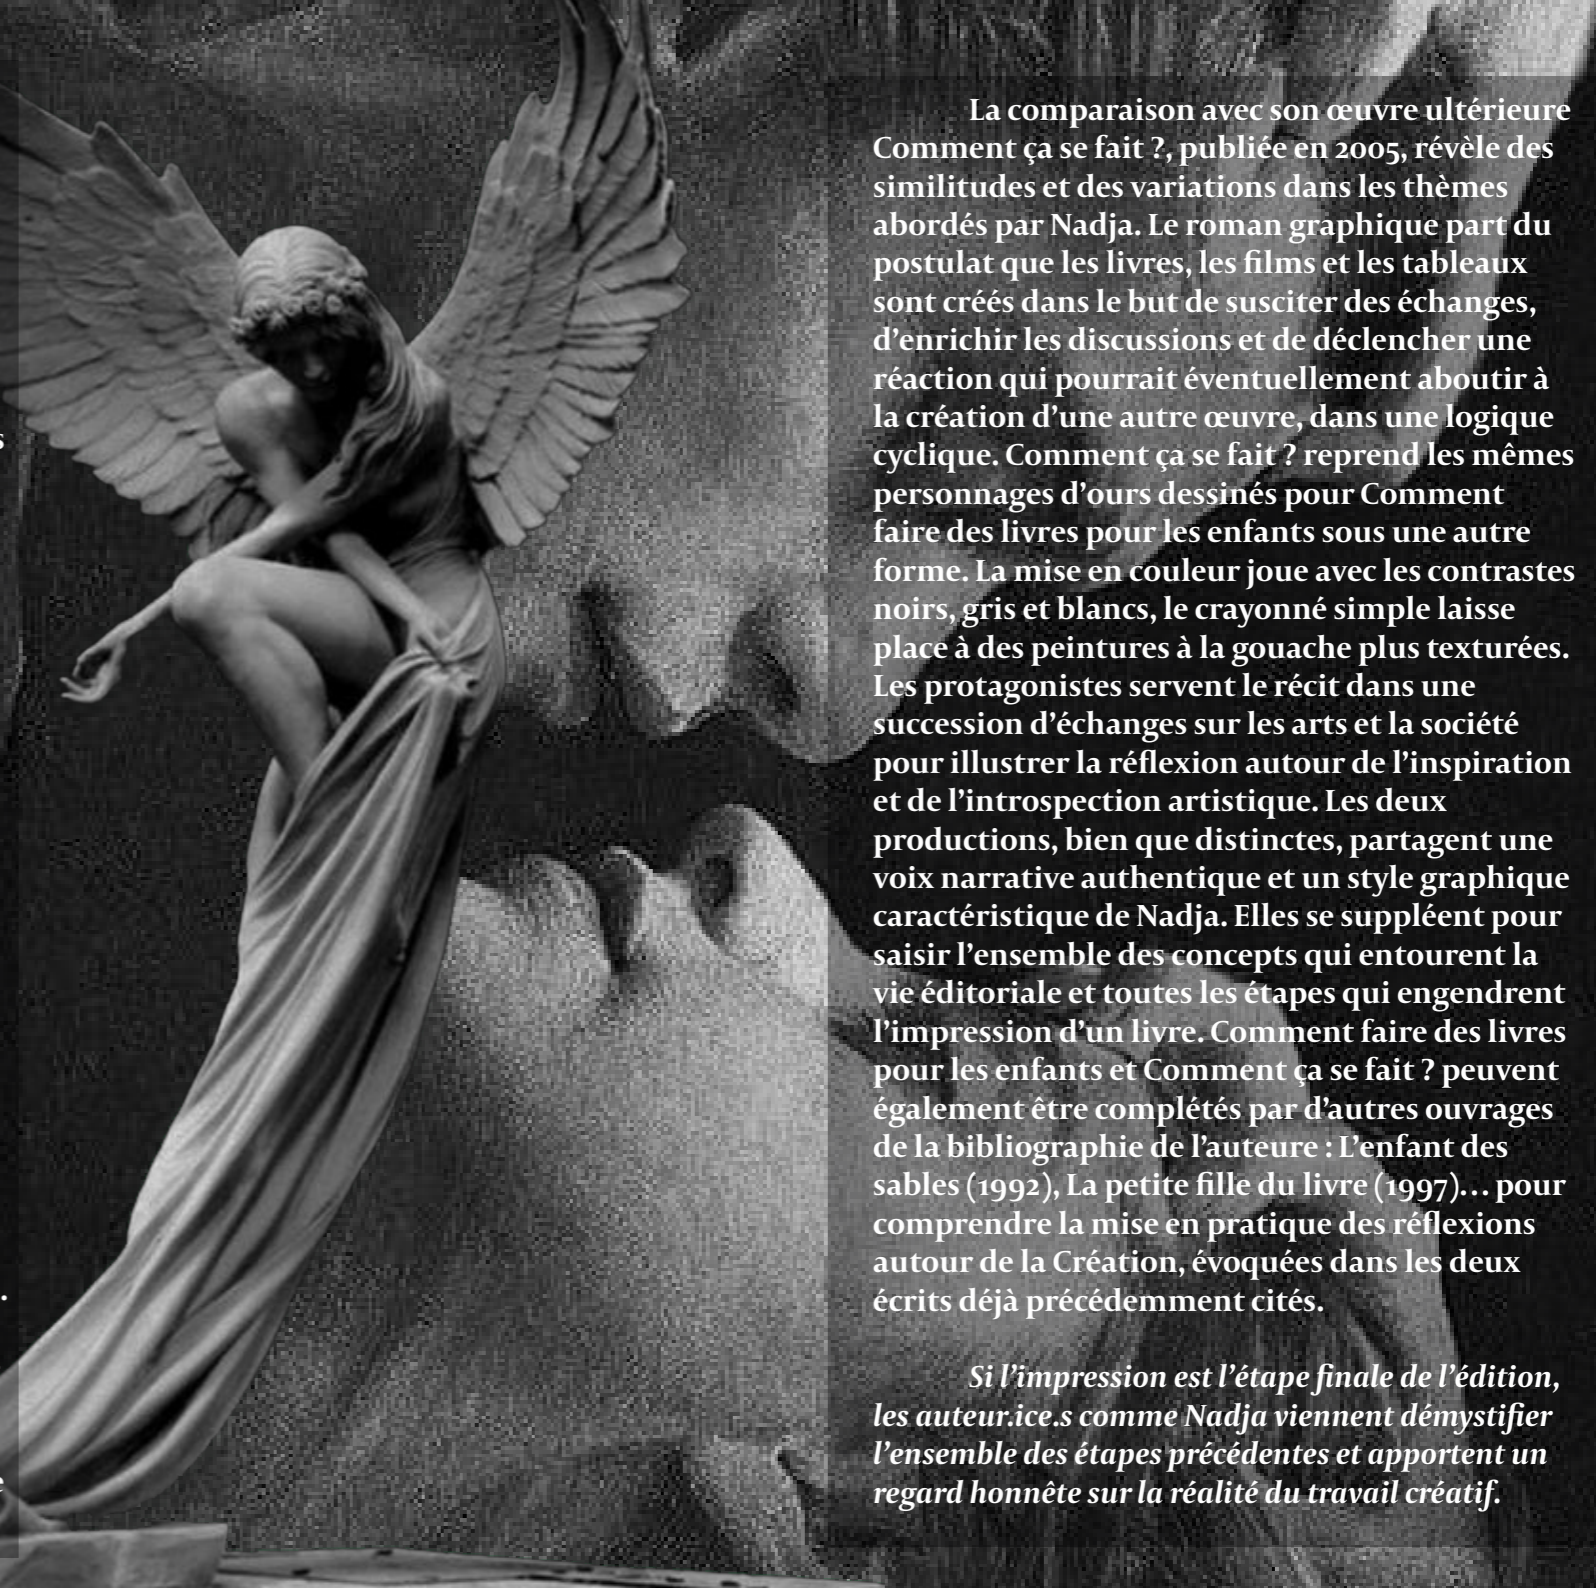 La comparaison avec son œuvre ultérieure
Comment ça se fait ?, publiée en 2005, révèle des
similitudes et des variations dans les thèmes
abordés par Nadja. Le roman graphique part du
postulat que les livres, les films et les tableaux
sont créés dans le but de susciter des échanges,
d’enrichir les discussions et de déclencher une
réaction qui pourrait éventuellement aboutir à
la création d’une autre œuvre, dans une logique
cyclique. Comment ça se fait ? reprend les mêmes
personnages d’ours dessinés pour Comment
faire des livres pour les enfants sous une autre
forme. La mise en couleur joue avec les contrastes
noirs, gris et blancs, le crayonné simple laisse
place à des peintures à la gouache plus texturées.
Les protagonistes servent le récit dans une
succession d’échanges sur les arts et la société
pour illustrer la réflexion autour de l’inspiration
et de l’introspection artistique. Les deux
productions, bien que distinctes, partagent une
voix narrative authentique et un style graphique
caractéristique de Nadja. Elles se suppléent pour
saisir l’ensemble des concepts qui entourent la
vie éditoriale et toutes les étapes qui engendrent
l’impression d’un livre. Comment faire des livres
pour les enfants et Comment ça se fait ? peuvent
également être complétés par d’autres ouvrages
de la bibliographie de l’auteure : L’enfant des
sables (1992), La petite fille du livre (1997)… pour
comprendre la mise en pratique des réflexions
autour de la Création, évoquées dans les deux
écrits déjà précédemment cités.
Si l’impression est l’étape finale de l’édition,
les auteur.ice.s comme Nadja viennent démystifier
l’ensemble des étapes précédentes et apportent un
regard honnête sur la réalité du travail créatif.